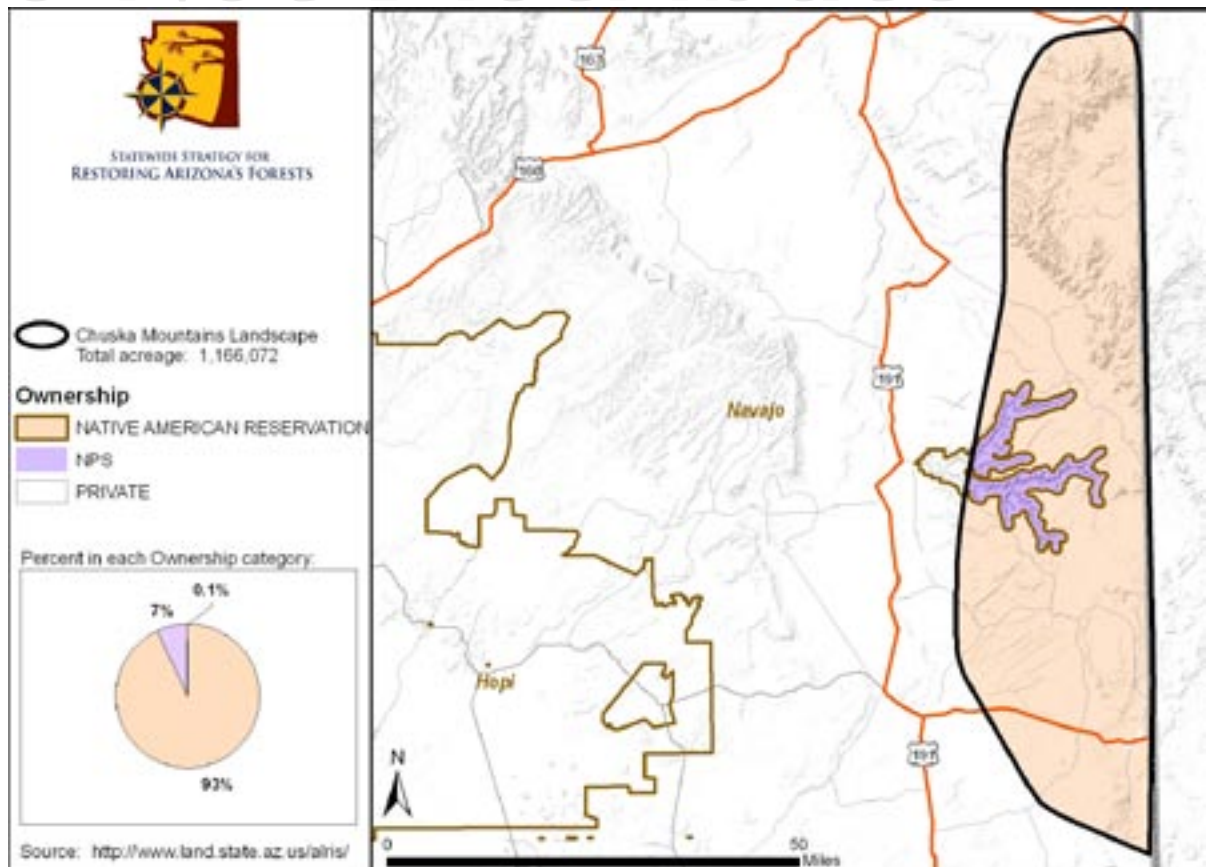 STATEWIDE STRATEGY FOR
RESTORING ARIZONA'S FORESTS
Chuska Mountains Landscape
Total acreage: 1,166,072
Ownership
NATIVE AMERICAN RESERVATION
NPS
PRIVATE
Percent in each Ownership category:
0.1%
7%
93%
Source: http://www.land.state.az.us/alris/
163
160
191
Navajo
Hopi
191
N
0
50
Miles